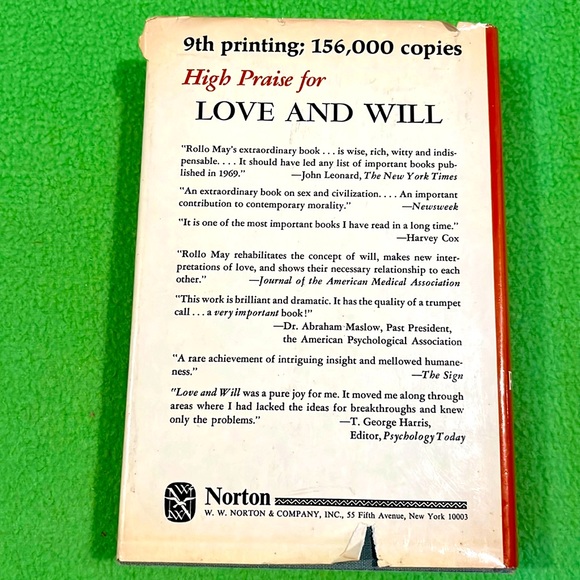 9th printing; 156,000 copies
High Praise for
LOVE AND WILL
"Rollo May's extraordinary book . . . is wise, rich, witty and indis-
pensable. . . . It should have led any list of important books pub-
lished in 1969." —John Leonard, The New York Times
"An extraordinary book on sex and civilization. . . . An important
contribution to contemporary morality." —Newsweek
"It is one of the most important books I have read in a long time."
—Harvey Cox
"Rollo May rehabilitates the concept of will, makes new inter-
pretations of love, and shows their necessary relationship to each
other." —Journal of the American Medical Association
"This work is brilliant and dramatic. It has the quality of a trumpet
call . . . a very important book!"
—Dr. Abraham Maslow, Past President,
the American Psychological Association
"A rare achievement of intriguing insight and mellowed humane-
ness." —The Sign
"Love and Will was a pure joy for me. It moved me along through
areas where I had lacked the ideas for breakthroughs and knew
only the problems." —T. George Harris,
Editor, Psychology Today
Norton
W. W. NORTON & COMPANY, INC., 55 Fifth Avenue, New York 10003